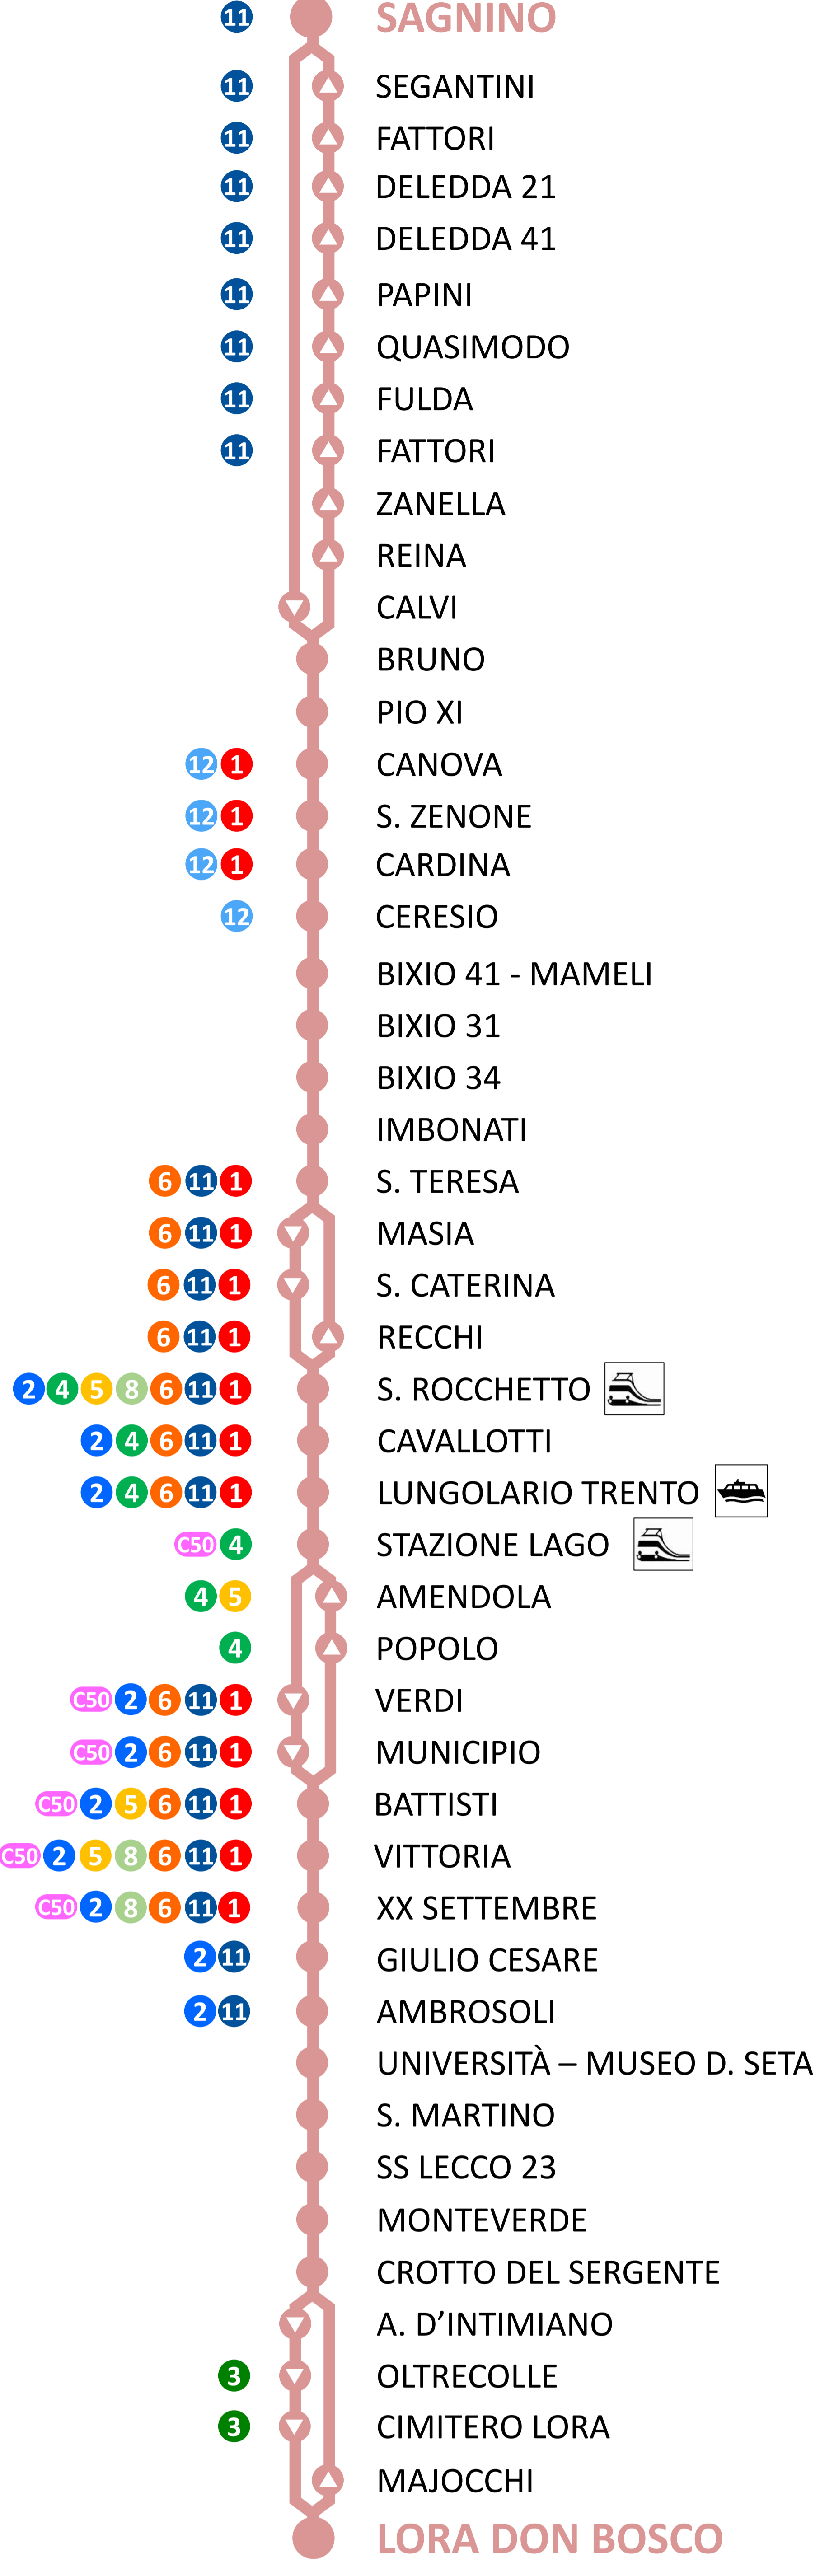 11 SAGNINO
11 SEGANTINI
11 FATTORI
11 DELEDDA 21
11 DELEDDA 41
11 PAPINI
11 QUASIMODO
11 FULDA
11 FATTORI
ZANELLA
REINA
CALVI
BRUNO
PIO XI
12 1 CANOVA
12 1 S. ZENONE
12 1 CARDINA
12 CERESIO
BIXIO 41 - MAMELI
BIXIO 31
BIXIO 34
IMBONATI
6 11 1 S. TERESA
6 11 1 MASIA
6 11 1 S. CATERINA
6 11 1 RECCHI
2 4 5 8 6 11 1 S. ROCCHETTO
2 4 6 11 1 CAVALLOTTI
2 4 6 11 1 LUNGOLARIO TRENTO
C50 4 STAZIONE LAGO
4 5 AMENDOLA
4 POPOLO
C50 2 6 11 1 VERDI
C50 2 6 11 1 MUNICIPIO
C50 2 5 6 11 1 BATTISTI
C50 2 5 8 6 11 1 VITTORIA
C50 2 8 6 11 1 XX SETTEMBRE
2 11 GIULIO CESARE
2 11 AMBROSOLI
UNIVERSITÀ – MUSEO D. SETA
S. MARTINO
SS LECCO 23
MONTEVERDE
CROTTO DEL SERGENTE
A. D’INTIMIANO
3 OLTRECOLLE
3 CIMITERO LORA
MAJOCCHI
LORA DON BOSCO